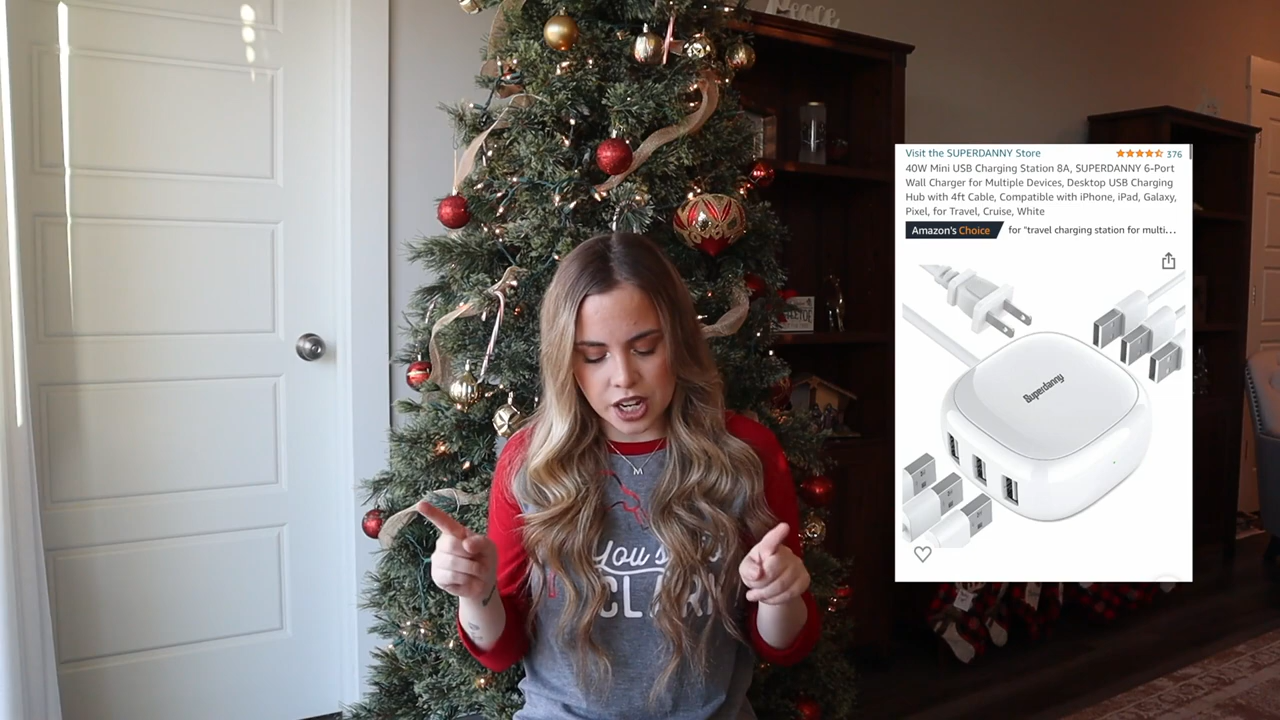 Visit the SUPERDANNY Store
376
40W Mini USB Charging Station 8A, SUPERDANNY 6-Port
Wall Charger for Multiple Devices, Desktop USB Charging
Hub with 4ft Cable, Compatible with iPhone, iPad, Galaxy,
Pixel, for Travel, Cruise, White
Amazon's Choice for "travel charging station for multi...
Superdanny
M
You
CLARK